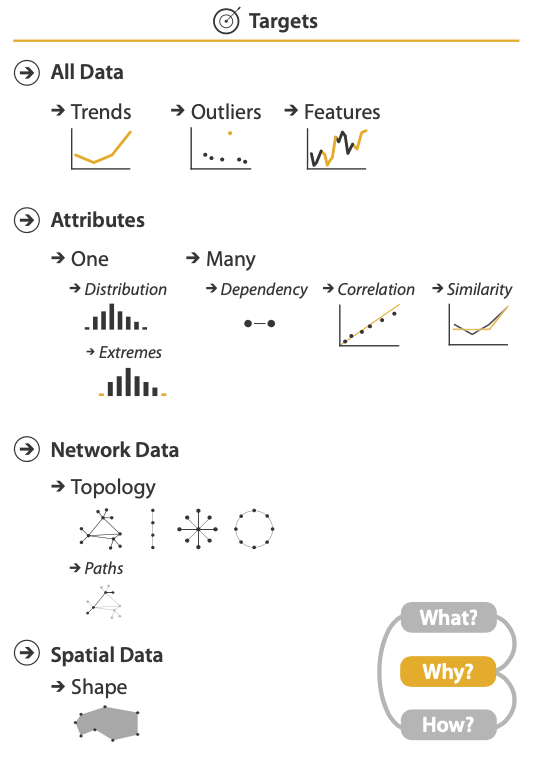 Targets
All Data
Trends
Outliers
Features
Attributes
One
Many
Distribution
Dependency
Correlation
Similarity
Extremes
Network Data
Topology
Paths
Spatial Data
Shape
What?
Why?
How?